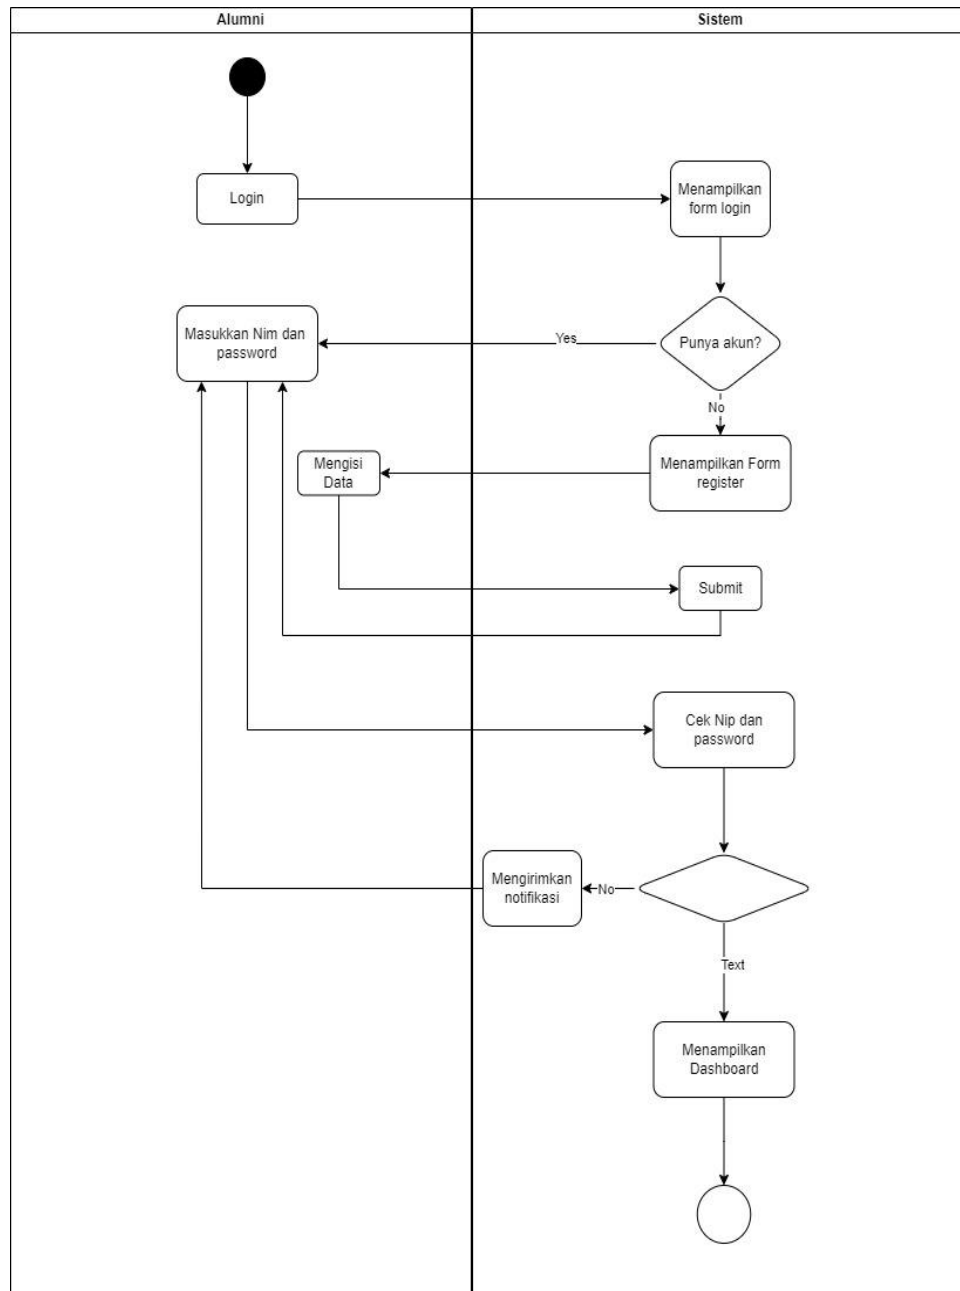 Alumni
Sistem
Login
Menampilkan
form login
Masukkan Nim dan
password
Yes
Punya akun?
No
Mengisi
Data
Menampilkan Form
register
Submit
Cek Nip dan
password
Mengirimkan
notifikasi
No
Text
Menampilkan
Dashboard